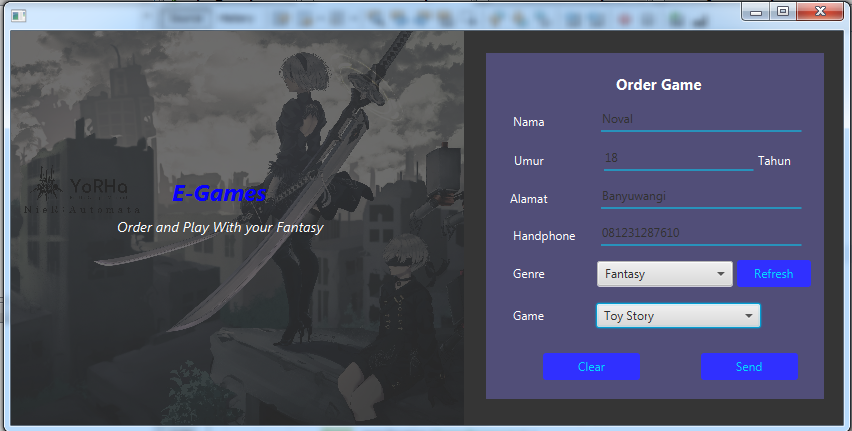 YoRHa
NieR:Automata
E-Games
Order and Play With your Fantasy
Order Game
Nama Noval
Umur 18 Tahun
Alamat Banyuwangi
Handphone 081231287610
Genre Fantasy Refresh
Game Toy Story
Clear Send